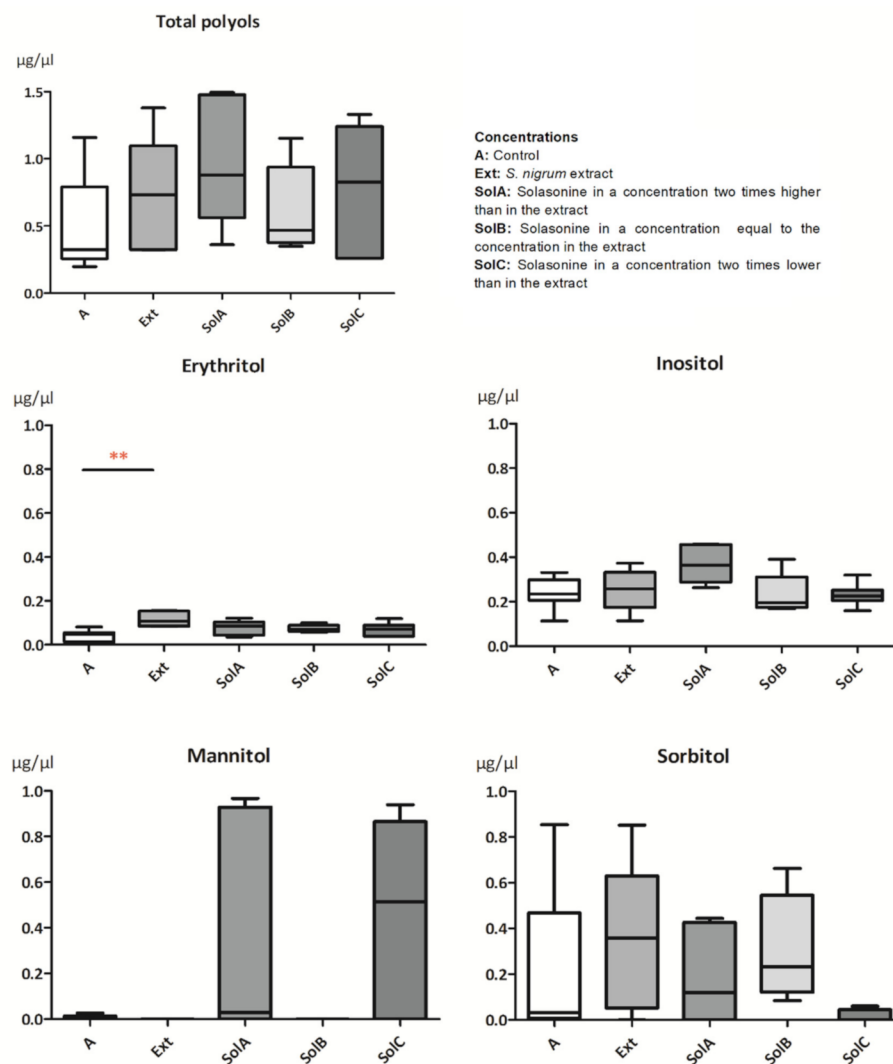 Total polyols
µg/µl
1.5
1.0
0.5
0.0
A
Ext
SolA
SolB
SolC
Concentrations
A: Control
Ext: S. nigrum extract
SolA: Solasonine in a concentration two times higher
than in the extract
SolB: Solasonine in a concentration equal to the
concentration in the extract
SolC: Solasonine in a concentration two times lower
than in the extract
Erythritol
µg/µl
1.0
0.8
0.6
0.4
0.2
0.0
**
A
Ext
SolA
SolB
SolC
Inositol
µg/µl
1.0
0.8
0.6
0.4
0.2
0.0
A
Ext
SolA
SolB
SolC
Mannitol
µg/µl
1.0
0.8
0.6
0.4
0.2
0.0
A
Ext
SolA
SolB
SolC
Sorbitol
µg/µl
1.0
0.8
0.6
0.4
0.2
0.0
A
Ext
SolA
SolB
SolC